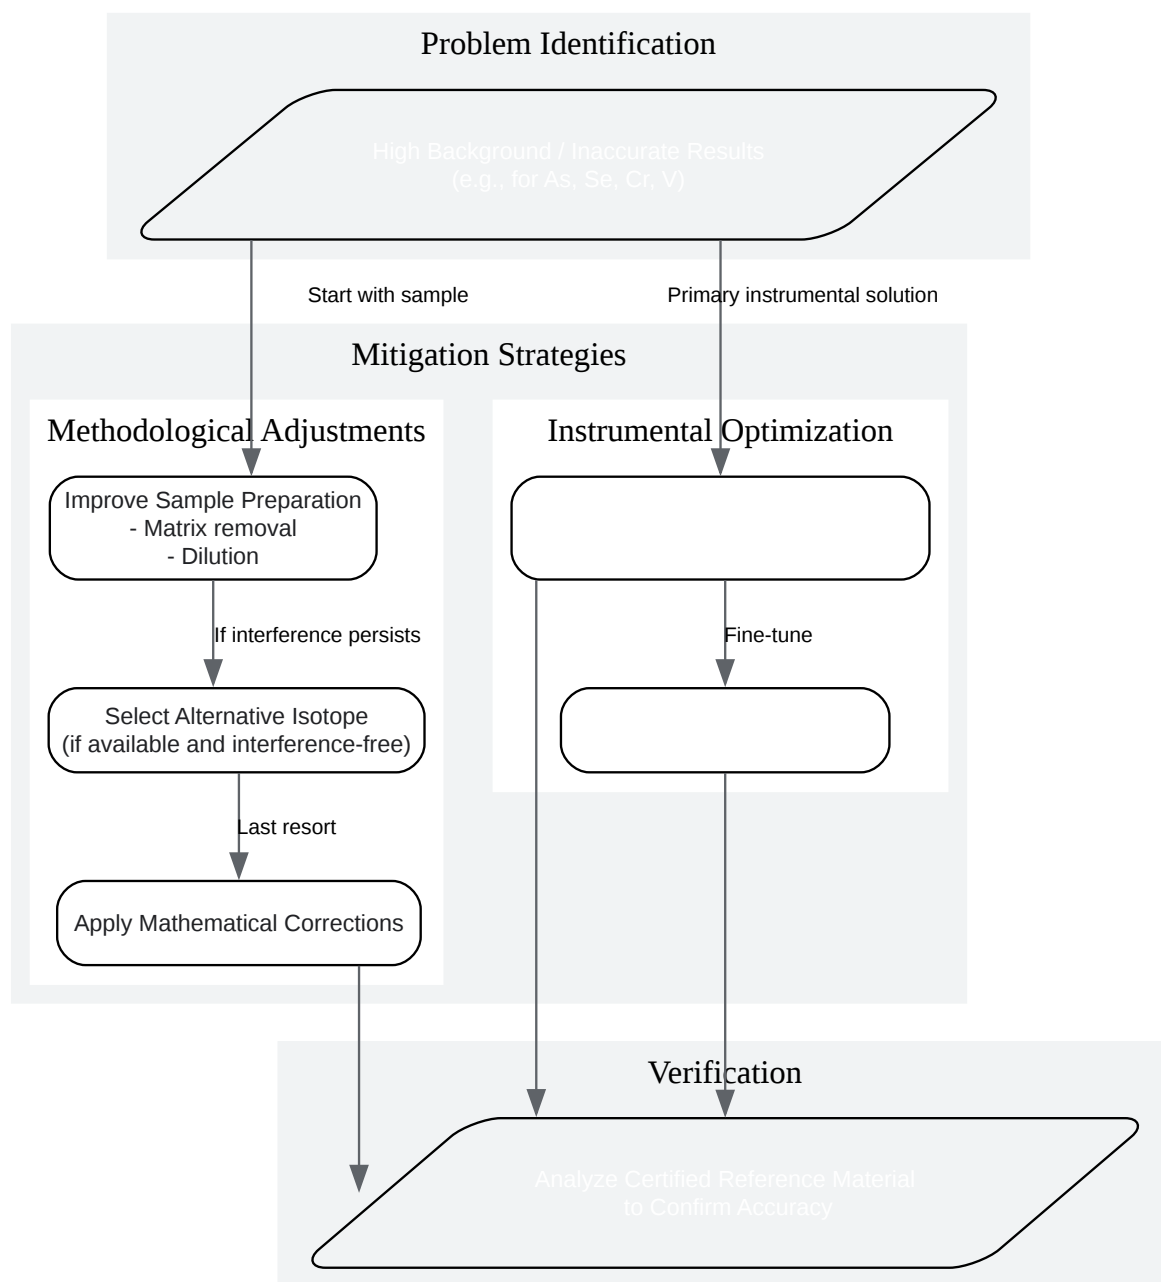 Problem Identification
High Background / Inaccurate Results
(e.g., for As, Se, Cr, V)
Start with sample
Primary instrumental solution
Mitigation Strategies
Methodological Adjustments
Instrumental Optimization
Improve Sample Preparation
- Matrix removal
- Dilution
If interference persists
Fine-tune
Select Alternative Isotope
(if available and interference-free)
Last resort
Apply Mathematical Corrections
Verification
Analyze Certified Reference Material
to Confirm Accuracy